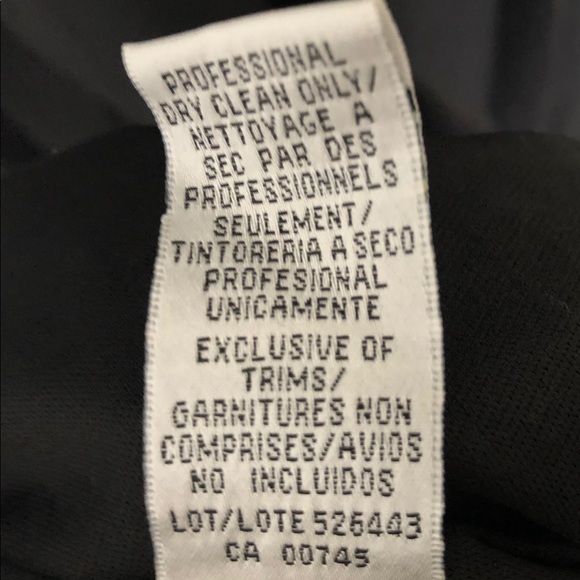 PROFESSIONAL
DRY CLEAN ONLY/
NETTOYAGE A
SEC PAR DES
PROFESSIONNELS
SEULEMENT/
TINTORERIA A SECO
PROFESIONAL
UNICAMENTE
EXCLUSIVE OF
TRIMS/
GARNITURES NON
COMPRISES/AVIOS
NO INCLUIDOS
LOT/LOTE 526443
CA 00745